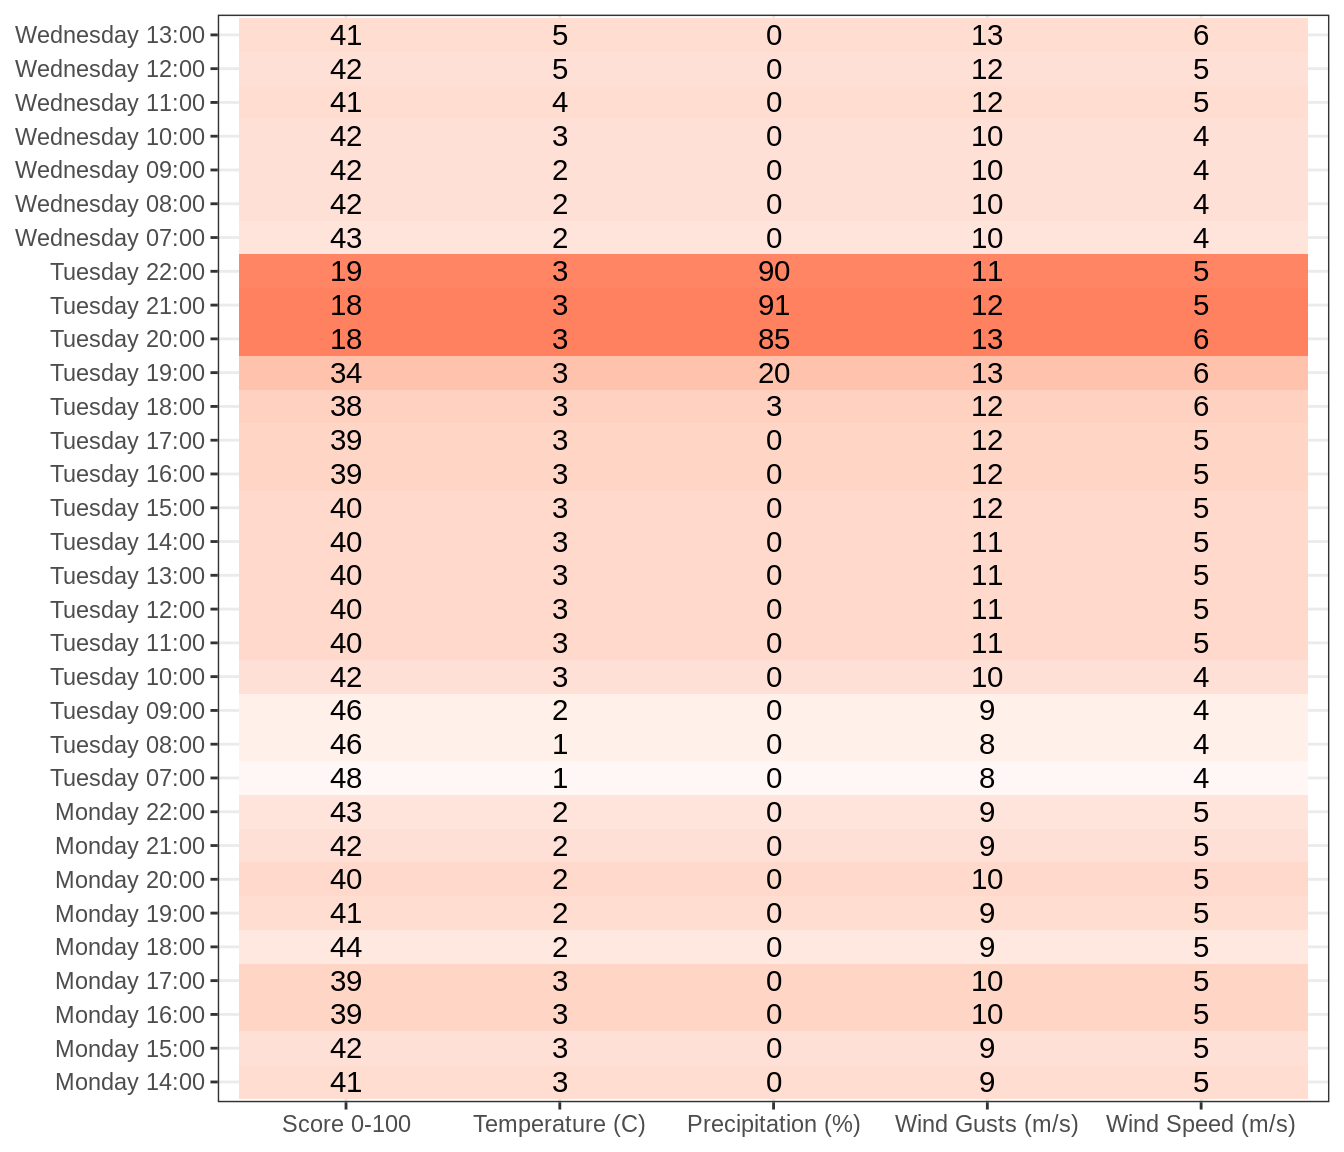 Wednesday 13:00 41 5 0 13 6
Wednesday 12:00 42 5 0 12 5
Wednesday 11:00 41 4 0 12 5
Wednesday 10:00 42 3 0 10 4
Wednesday 09:00 42 2 0 10 4
Wednesday 08:00 42 2 0 10 4
Wednesday 07:00 43 2 0 10 4
Tuesday 22:00 19 3 90 11 5
Tuesday 21:00 18 3 91 12 5
Tuesday 20:00 18 3 85 13 6
Tuesday 19:00 34 3 20 13 6
Tuesday 18:00 38 3 3 12 6
Tuesday 17:00 39 3 0 12 5
Tuesday 16:00 39 3 0 12 5
Tuesday 15:00 40 3 0 12 5
Tuesday 14:00 40 3 0 11 5
Tuesday 13:00 40 3 0 11 5
Tuesday 12:00 40 3 0 11 5
Tuesday 11:00 40 3 0 11 5
Tuesday 10:00 42 3 0 10 4
Tuesday 09:00 46 2 0 9 4
Tuesday 08:00 46 1 0 8 4
Tuesday 07:00 48 1 0 8 4
Monday 22:00 43 2 0 9 5
Monday 21:00 42 2 0 9 5
Monday 20:00 40 2 0 10 5
Monday 19:00 41 2 0 9 5
Monday 18:00 44 2 0 9 5
Monday 17:00 39 3 0 10 5
Monday 16:00 39 3 0 10 5
Monday 15:00 42 3 0 9 5
Monday 14:00 41 3 0 9 5
Score 0-100 Temperature (C) Precipitation (%) Wind Gusts (m/s) Wind Speed (m/s)